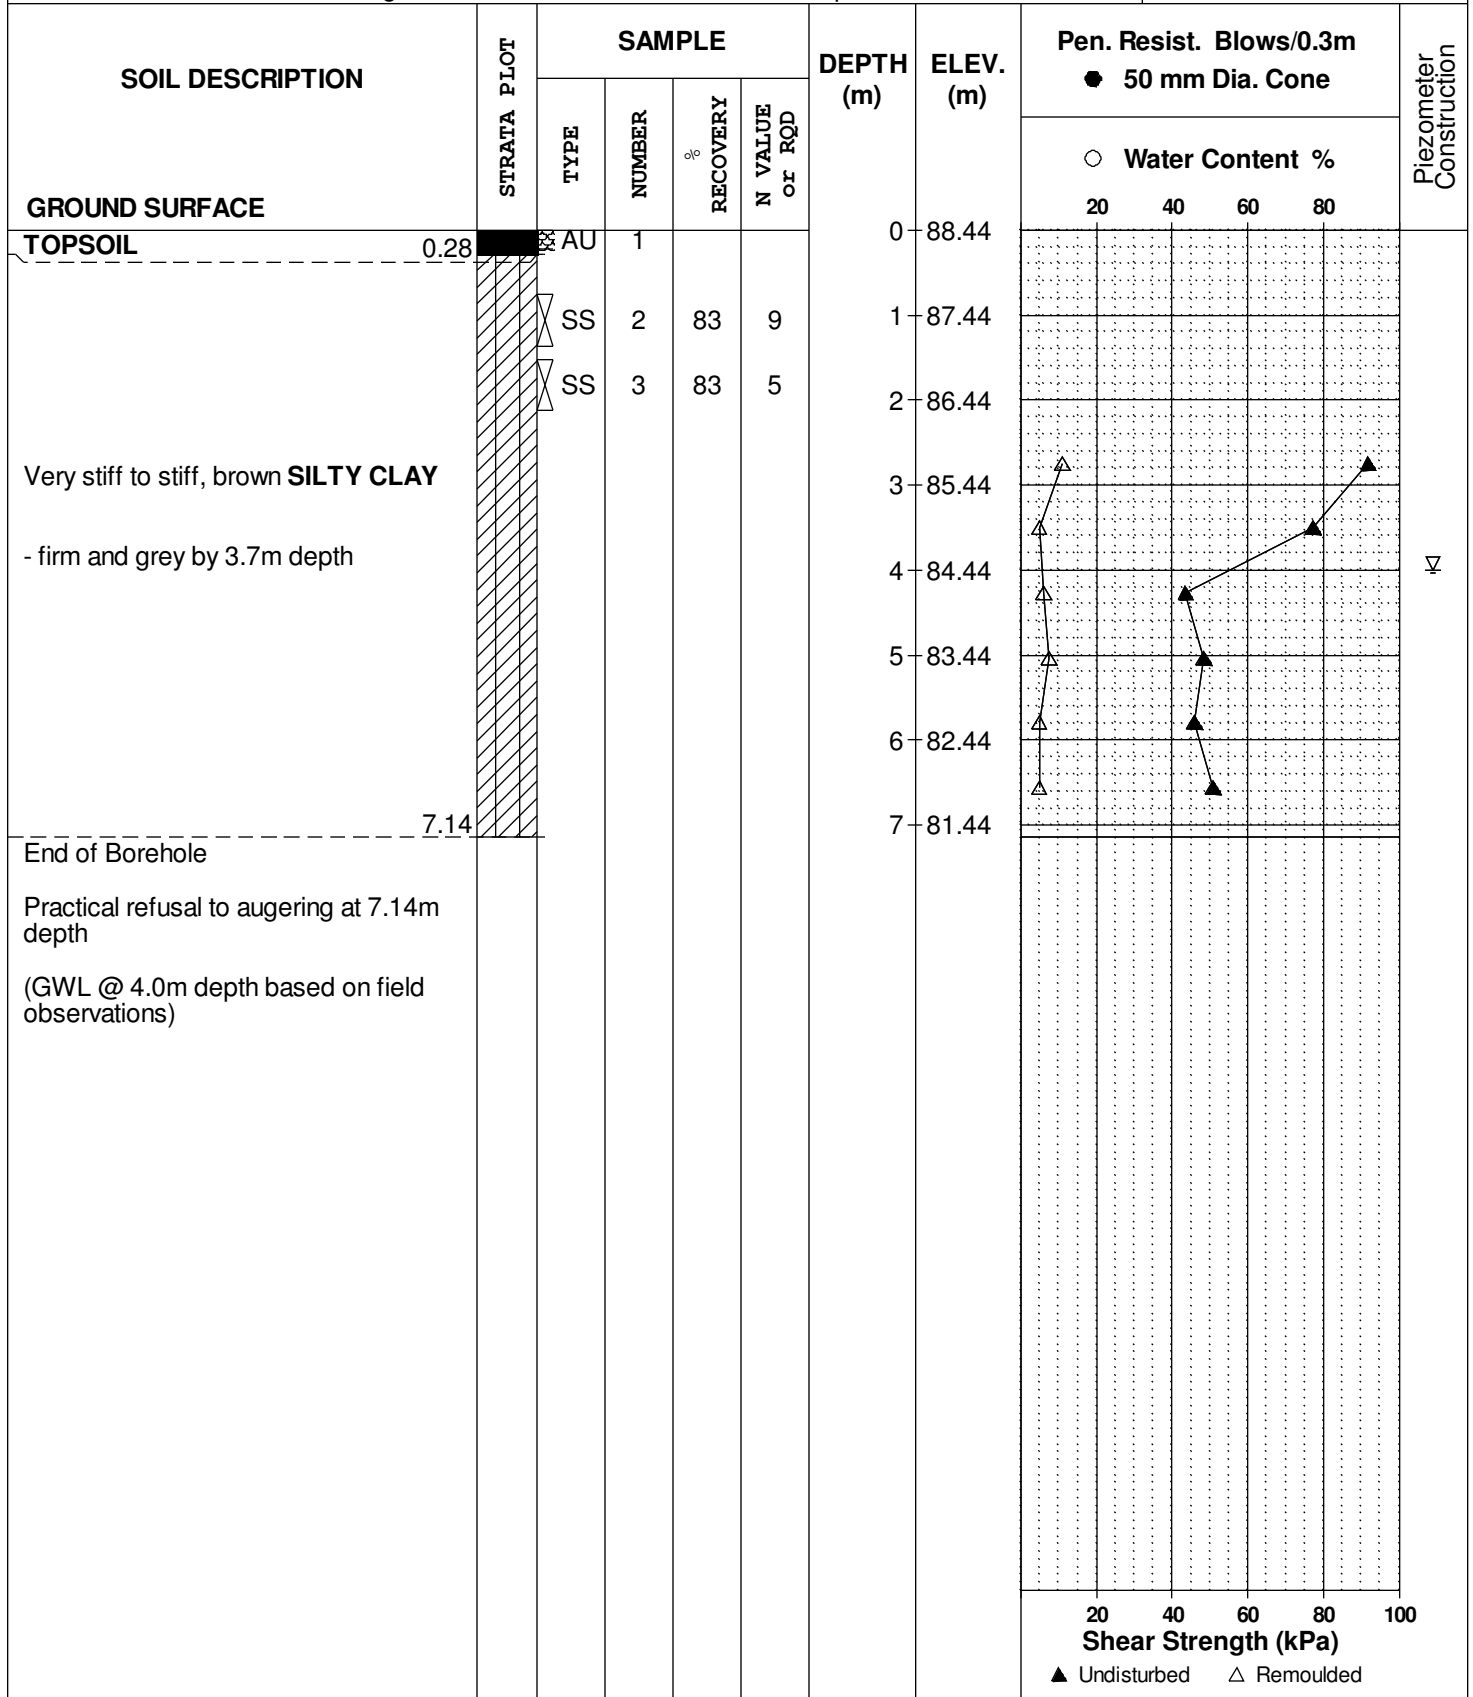 SOIL DESCRIPTION
GROUND SURFACE
STRATA PLOT
SAMPLE
TYPE
NUMBER
%
RECOVERY
N VALUE
or RQD
DEPTH
(m)
ELEV.
(m)
Pen. Resist. Blows/0.3m
● 50 mm Dia. Cone
○ Water Content %
20 40 60 80
Piezometer
Construction
TOPSOIL 0.28
AU 1
0 88.44
SS 2 83 9
1 87.44
SS 3 83 5
2 86.44
Very stiff to stiff, brown SILTY CLAY
3 85.44
- firm and grey by 3.7m depth
4 84.44
5 83.44
6 82.44
7.14
7 81.44
End of Borehole
Practical refusal to augering at 7.14m
depth
(GWL @ 4.0m depth based on field
observations)
20 40 60 80 100
Shear Strength (kPa)
▲ Undisturbed △ Remoulded